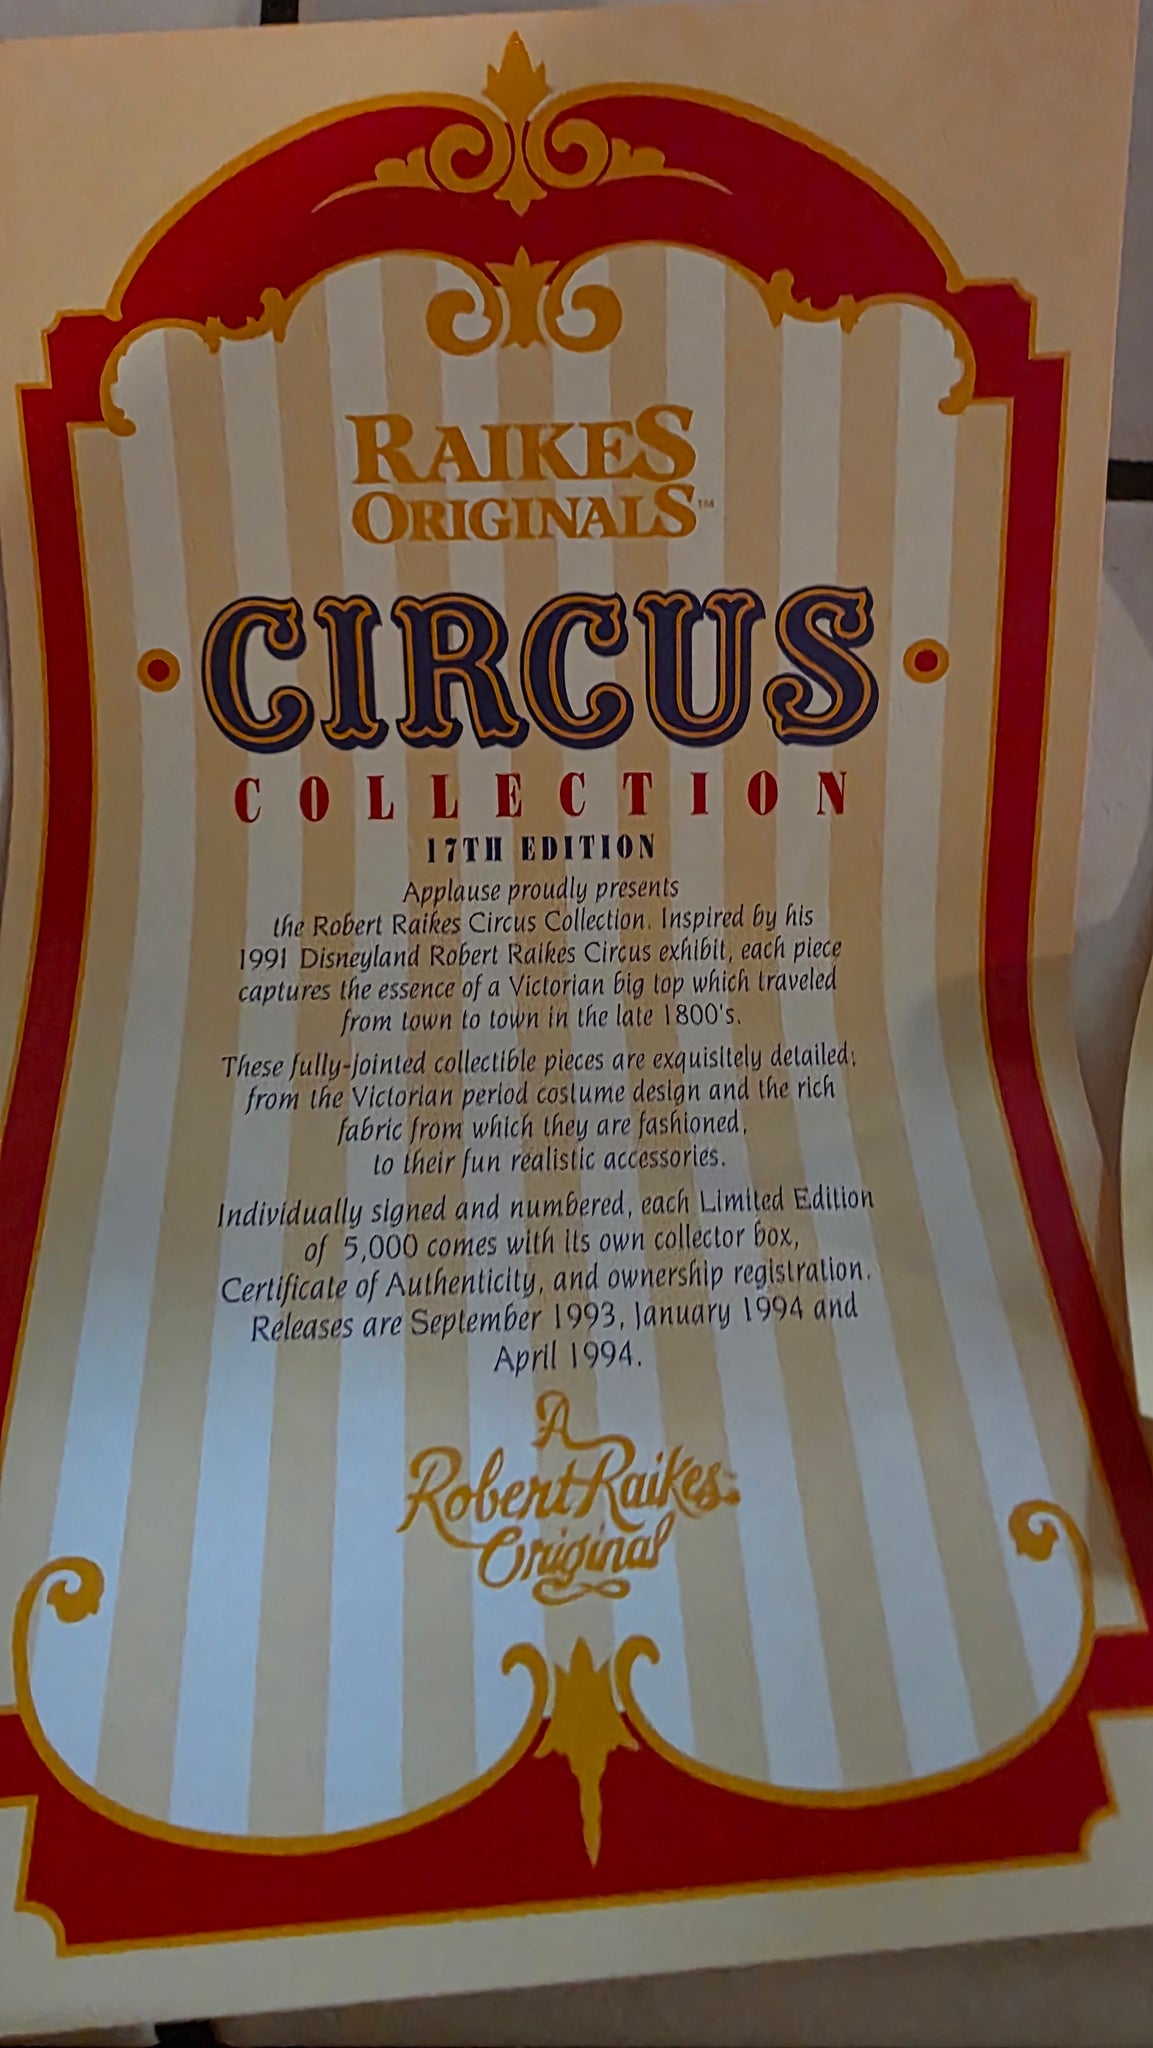 RAIKES
ORIGINALS™
CIRCUS
COLLECTION
17TH EDITION
Applause proudly presents
the Robert Raikes Circus Collection. Inspired by his
1991 Disneyland Robert Raikes Circus exhibit, each piece
captures the essence of a Victorian big top which traveled
from town to town in the late 1800's.
These fully-jointed collectible pieces are exquisitely detailed;
from the Victorian period costume design and the rich
fabric from which they are fashioned,
to their fun realistic accessories.
Individually signed and numbered, each Limited Edition
of 5,000 comes with its own collector box,
Certificate of Authenticity, and ownership registration.
Releases are September 1993, January 1994 and
April 1994.
A
Robert Raikes
Original